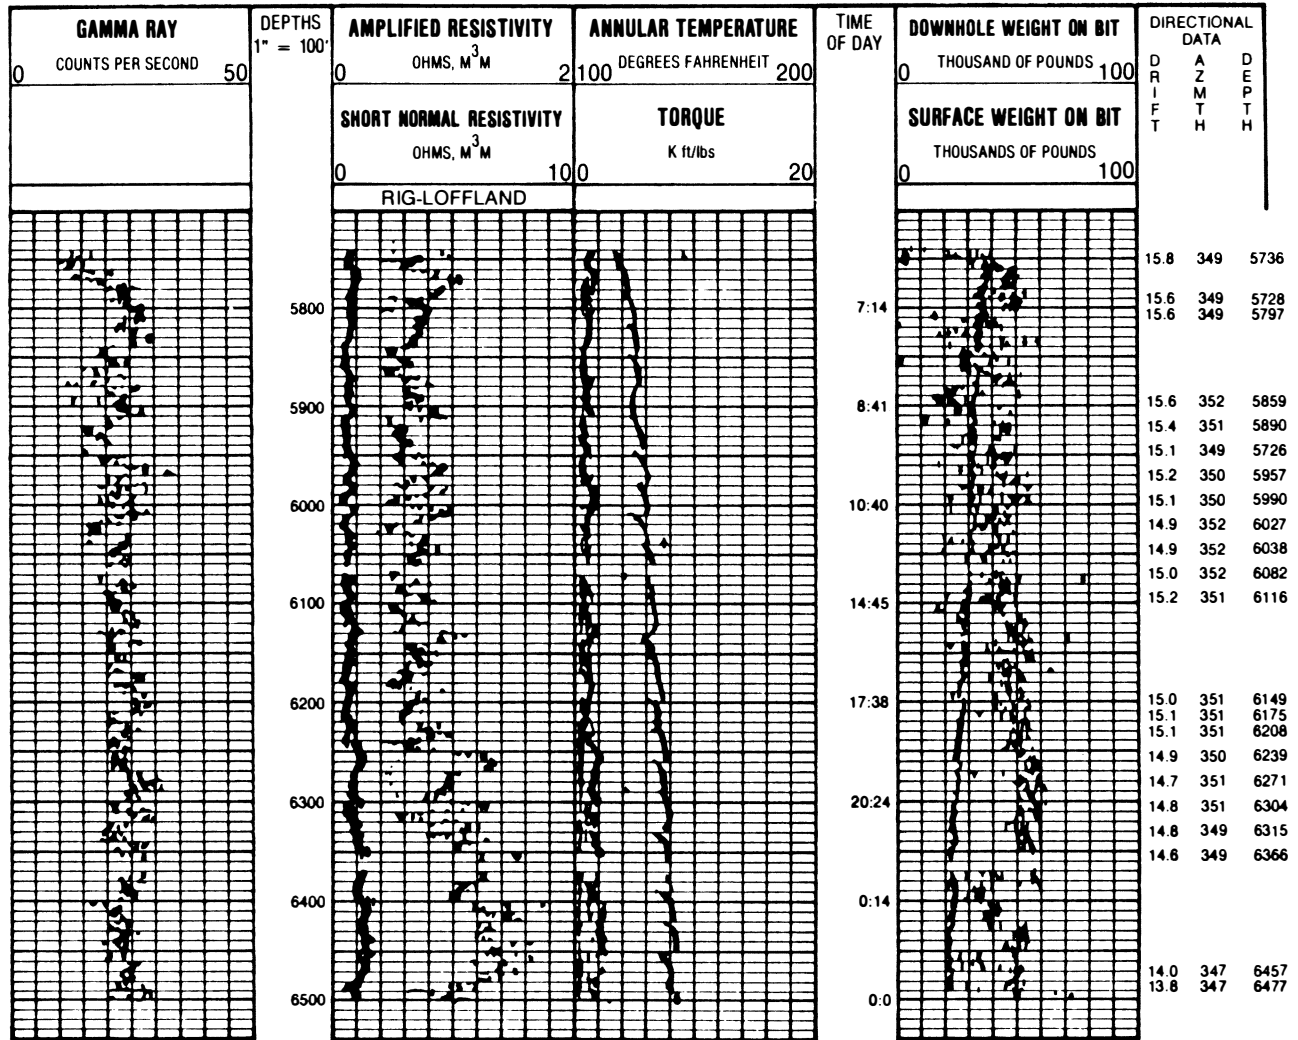 GAMMA RAY
COUNTS PER SECOND
0 50
DEPTHS
1" = 100'
AMPLIFIED RESISTIVITY
OHMS, M³M
0 2
SHORT NORMAL RESISTIVITY
OHMS, M³M
0 10
RIG-LOFFLAND
ANNULAR TEMPERATURE
DEGREES FAHRENHEIT
100 200
TORQUE
K ft/lbs
0 20
TIME
OF DAY
DOWNHOLE WEIGHT ON BIT
THOUSAND OF POUNDS
0 100
SURFACE WEIGHT ON BIT
THOUSANDS OF POUNDS
0 100
DIRECTIONAL
DATA
DRIFT
AZMTH
DEPTH
5800
5900
6000
6100
6200
6300
6400
6500
7:14
8:41
10:40
14:45
17:38
20:24
0:14
0:0
15.8 349 5736
15.6 349 5728
15.6 349 5797
15.6 352 5859
15.4 351 5890
15.1 349 5726
15.2 350 5957
15.1 350 5990
14.9 352 6027
14.9 352 6038
15.0 352 6082
15.2 351 6116
15.0 351 6149
15.1 351 6175
15.1 351 6208
14.9 350 6239
14.7 351 6271
14.8 351 6304
14.8 349 6315
14.6 349 6366
14.0 347 6457
13.8 347 6477